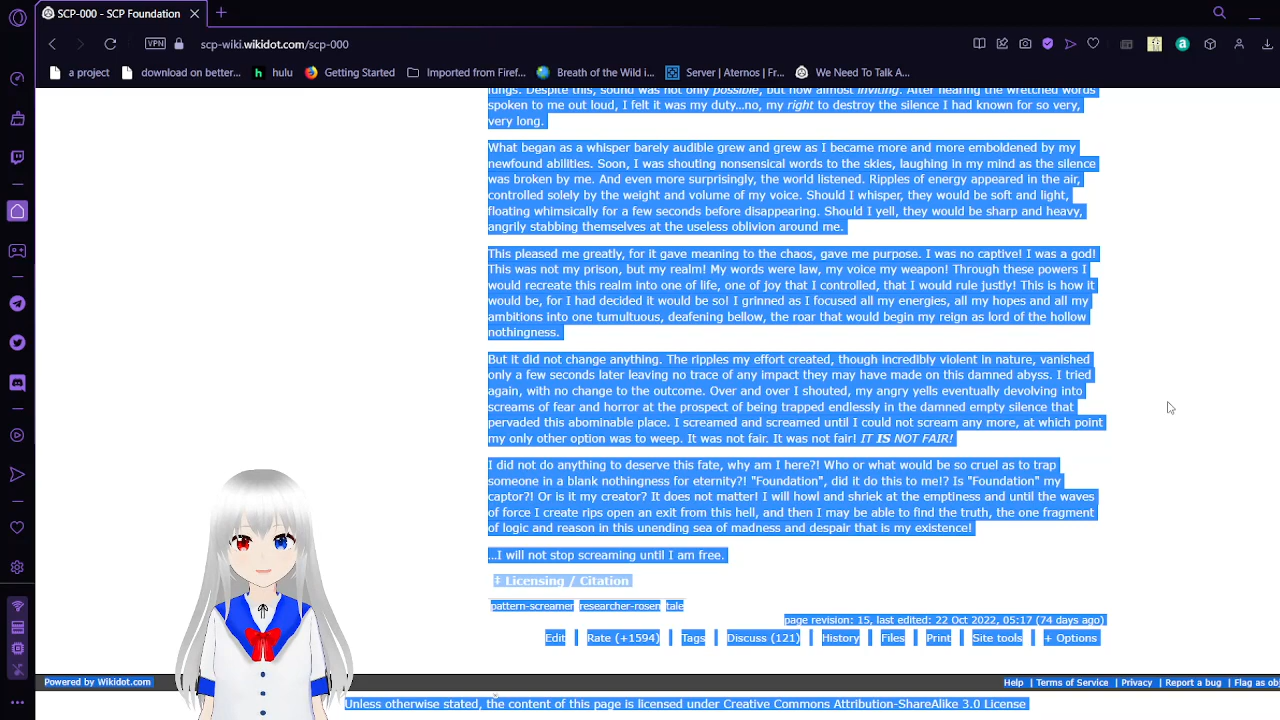 SCP-000 - SCP Foundation
scp-wiki.wikidot.com/scp-000
VPN
a project
download on better...
hulu
Getting Started
Imported from Firef...
Breath of the Wild i...
Server | Aternos | Fr...
We Need To Talk A...
lungs. Despite this, sound was not only possible, but now almost inviting. After hearing the wretched words
spoken to me out loud, I felt it was my duty...no, my right to destroy the silence I had known for so very,
very long.
What began as a whisper barely audible grew and grew as I became more and more emboldened by my
newfound abilities. Soon, I was shouting nonsensical words to the skies, laughing in my mind as the silence
was broken by me. And even more surprisingly, the world listened. Ripples of energy appeared in the air,
controlled solely by the weight and volume of my voice. Should I whisper, they would be soft and light,
floating whimsically for a few seconds before disappearing. Should I yell, they would be sharp and heavy,
angrily stabbing themselves at the useless oblivion around me.
This pleased me greatly, for it gave meaning to the chaos, gave me purpose. I was no captive! I was a god!
This was not my prison, but my realm! My words were law, my voice my weapon! Through these powers I
would recreate this realm into one of life, one of joy that I controlled, that I would rule justly! This is how it
would be, for I had decided it would be so! I grinned as I focused all my energies, all my hopes and all my
ambitions into one tumultuous, deafening bellow, the roar that would begin my reign as lord of the hollow
nothingness.
But it did not change anything. The ripples my effort created, though incredibly violent in nature, vanished
only a few seconds later leaving no trace of any impact they may have made on this damned abyss. I tried
again, with no change to the outcome. Over and over I shouted, my angry yells eventually devolving into
screams of fear and horror at the prospect of being trapped endlessly in the damned empty silence that
pervaded this abominable place. I screamed and screamed until I could not scream any more, at which point
my only other option was to weep. It was not fair. It was not fair! IT IS NOT FAIR!
I did not do anything to deserve this fate, why am I here?! Who or what would be so cruel as to trap
someone in a blank nothingness for eternity?! "Foundation", did it do this to me!? Is "Foundation" my
captor?! Or is it my creator? It does not matter! I will howl and shriek at the emptiness and until the waves
of force I create rips open an exit from this hell, and then I may be able to find the truth, the one fragment
of logic and reason in this unending sea of madness and despair that is my existence!
...I will not stop screaming until I am free.
‡ Licensing / Citation
pattern-screamer researcher-rosen tale
page revision: 15, last edited: 22 Oct 2022, 05:17 (74 days ago)
Edit | Rate (+1594) | Tags | Discuss (121) | History | Files | Print | Site tools | + Options
Powered by Wikidot.com
Help | Terms of Service | Privacy | Report a bug | Flag as ob
Unless otherwise stated, the content of this page is licensed under Creative Commons Attribution-ShareAlike 3.0 License